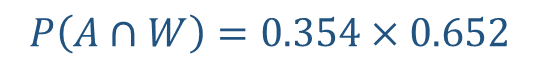 P(A ∩ W) = 0.354 × 0.652